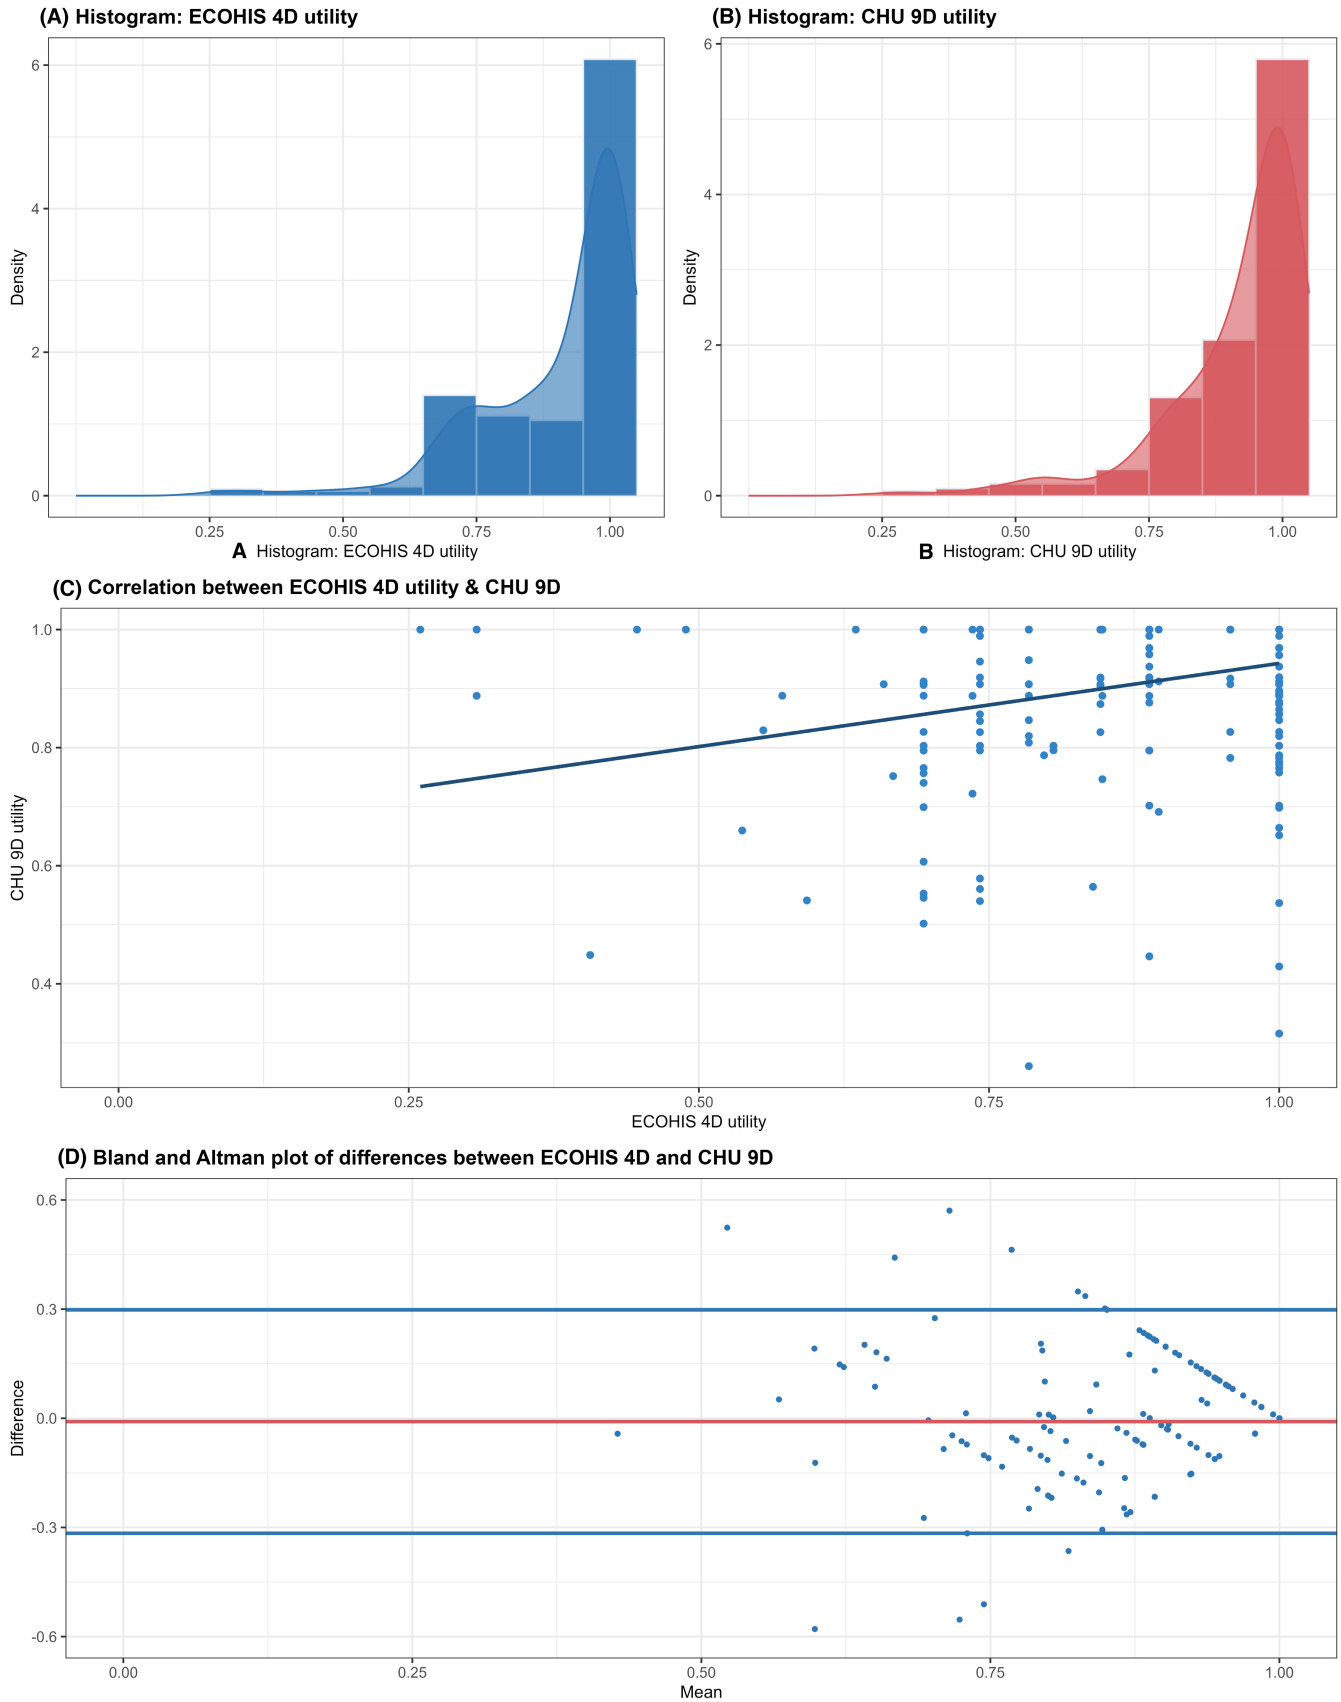 (A) Histogram: ECOHIS 4D utility
6
4
2
0
Density
0.25 0.50 0.75 1.00
A Histogram: ECOHIS 4D utility
(B) Histogram: CHU 9D utility
6
4
2
0
Density
0.25 0.50 0.75 1.00
B Histogram: CHU 9D utility
(C) Correlation between ECOHIS 4D utility & CHU 9D
1.0
0.8
0.6
0.4
CHU 9D utility
0.00 0.25 0.50 0.75 1.00
ECOHIS 4D utility
(D) Bland and Altman plot of differences between ECOHIS 4D and CHU 9D
0.6
0.3
0.0
-0.3
-0.6
Difference
0.00 0.25 0.50 0.75 1.00
Mean